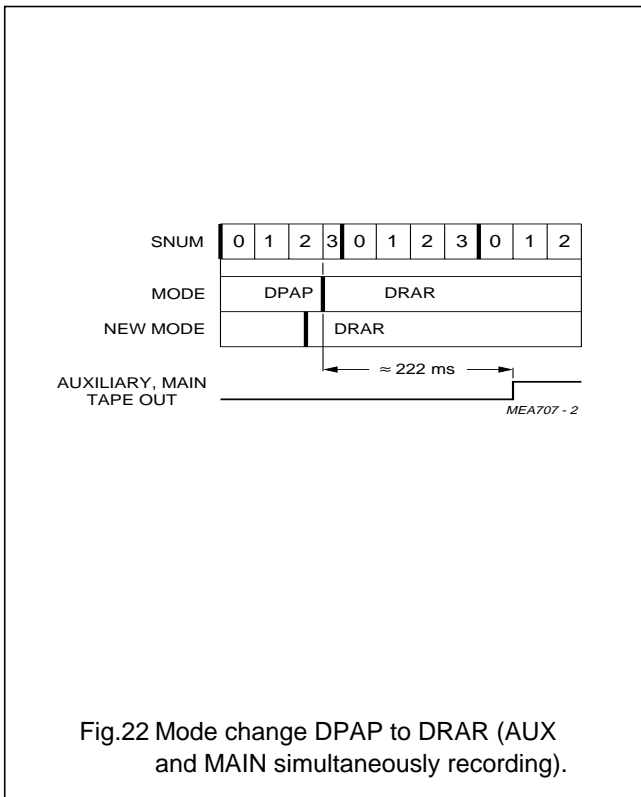 SNUM 0 1 2 3 0 1 2 3 0 1 2
MODE DPAP DRAR
NEW MODE DRAR
≈ 222 ms
AUXILIARY, MAIN
TAPE OUT
MEA707 - 2
Fig.22 Mode change DPAP to DRAR (AUX
and MAIN simultaneously recording).